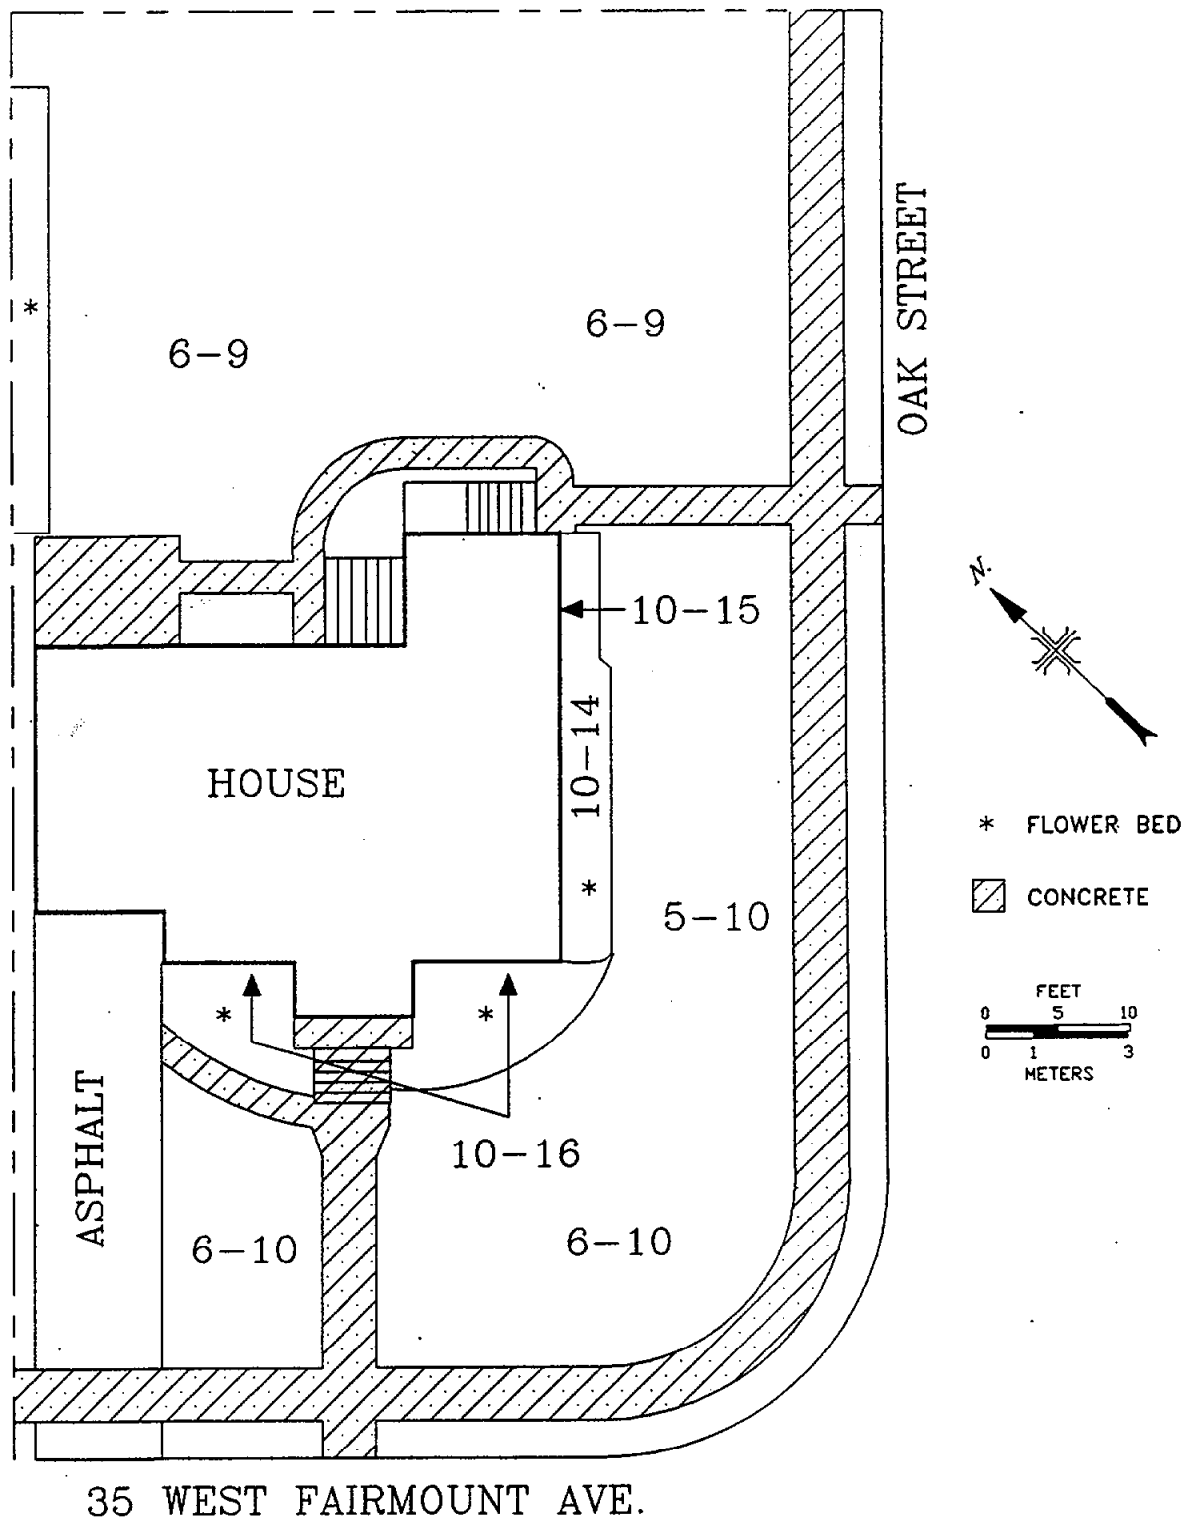 *
6-9
6-9
OAK STREET
10-15
N.
10-14
HOUSE
* FLOWER BED
*
CONCRETE
5-10
FEET
0 5 10
0 1 3
METERS
* *
ASPHALT
10-16
6-10
6-10
35 WEST FAIRMOUNT AVE.